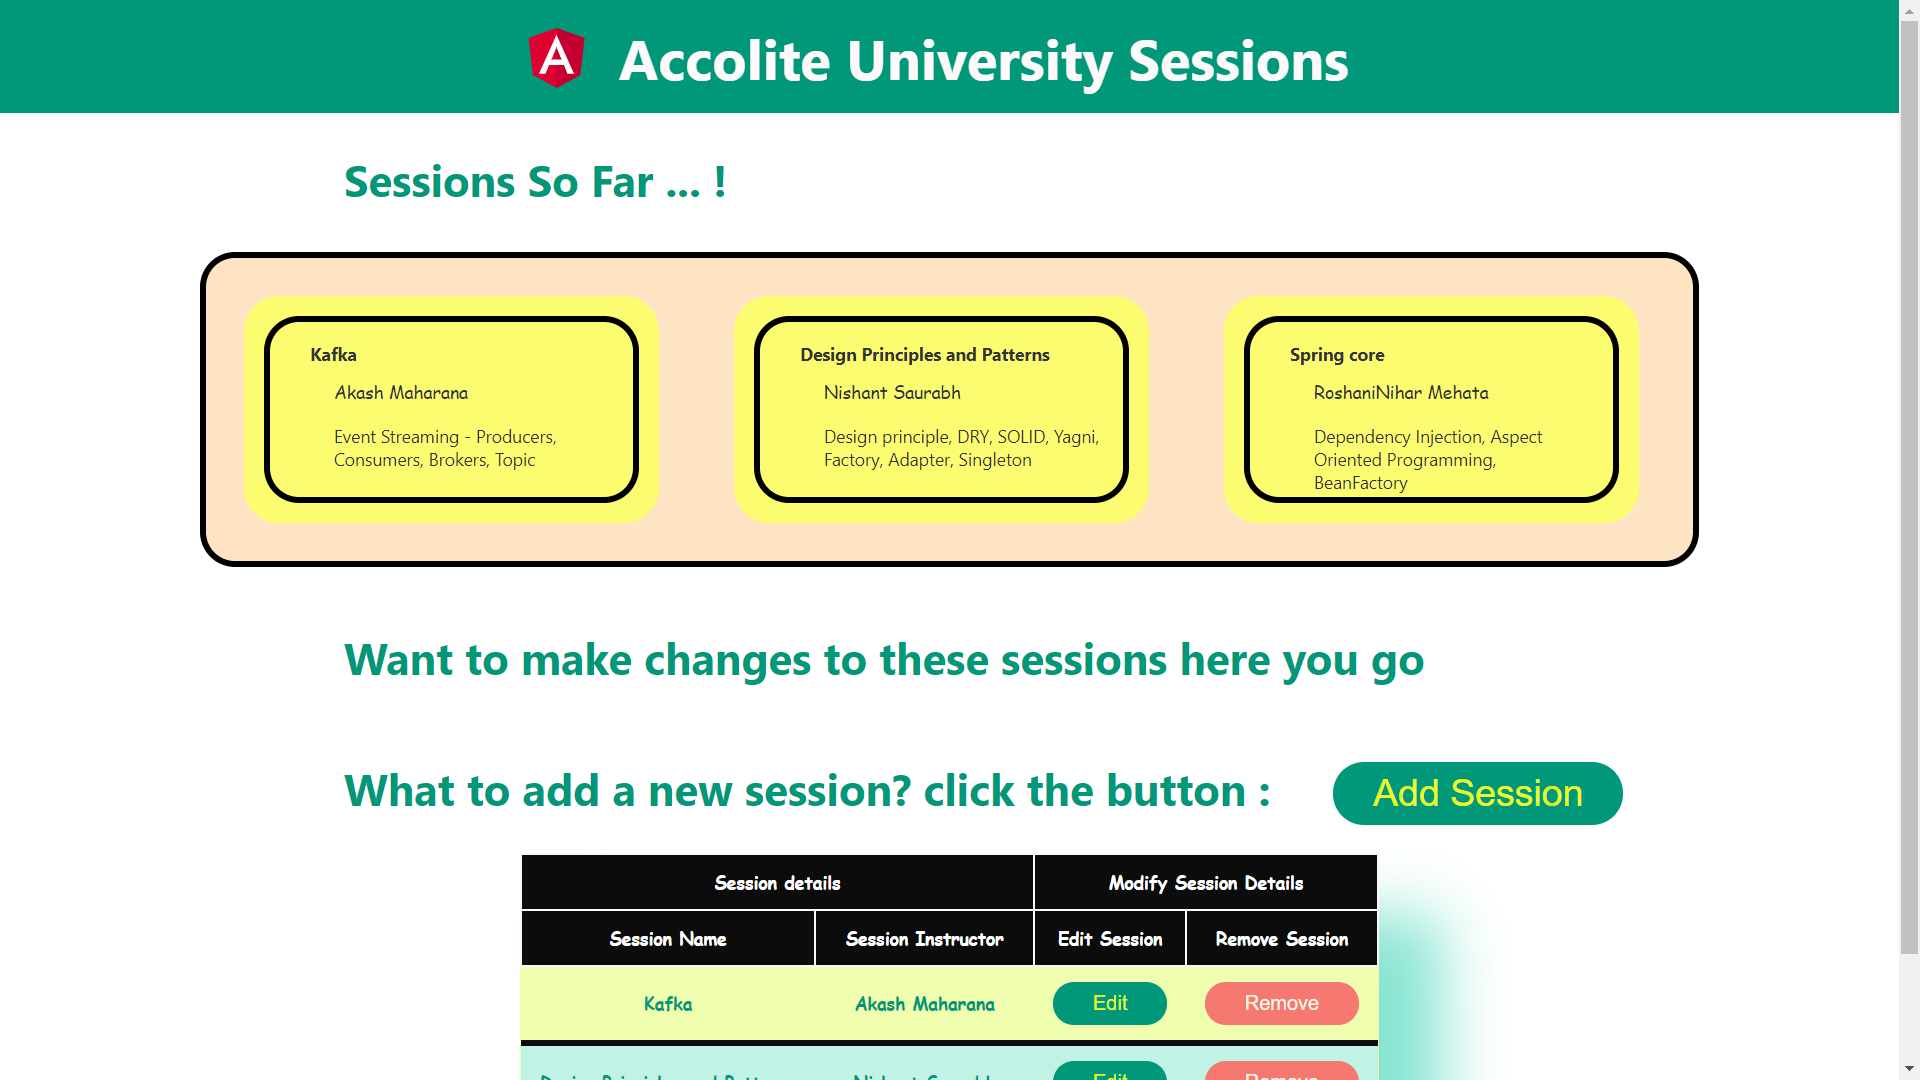 Accolite University Sessions
Sessions So Far ... !
Kafka
Akash Maharana
Event Streaming - Producers,
Consumers, Brokers, Topic
Design Principles and Patterns
Nishant Saurabh
Design principle, DRY, SOLID, Yagni,
Factory, Adapter, Singleton
Spring core
RoshaniNihar Mehata
Dependency Injection, Aspect
Oriented Programming,
BeanFactory
Want to make changes to these sessions here you go
What to add a new session? click the button :
Add Session
Session details Modify Session Details
Session Name Session Instructor Edit Session Remove Session
Kafka Akash Maharana Edit Remove